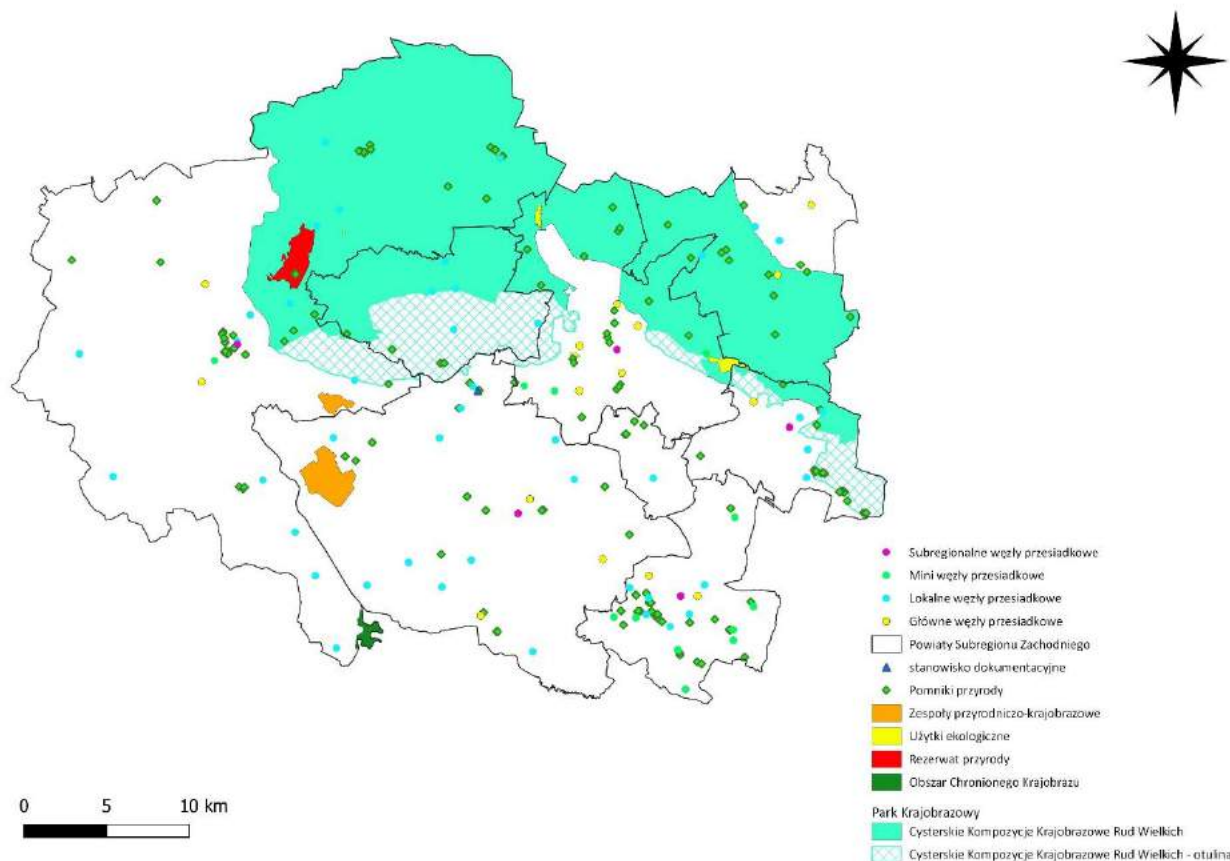 Subregionalne węzły przesiadkowe
Mini węzły przesiadkowe
Lokalne węzły przesiadkowe
Główne węzły przesiadkowe
Powiaty Subregionu Zachodniego
stanowisko dokumentacyjne
Pomniki przyrody
Zespoły przyrodniczo-krajobrazowe
Użytki ekologiczne
Rezerwat przyrody
Obszar Chronionego Krajobrazu
Park Krajobrazowy
Cysterskie Kompozycje Krajobrazowe Rud Wielkich
Cysterskie Kompozycje Krajobrazowe Rud Wielkich - otulina
0 5 10 km